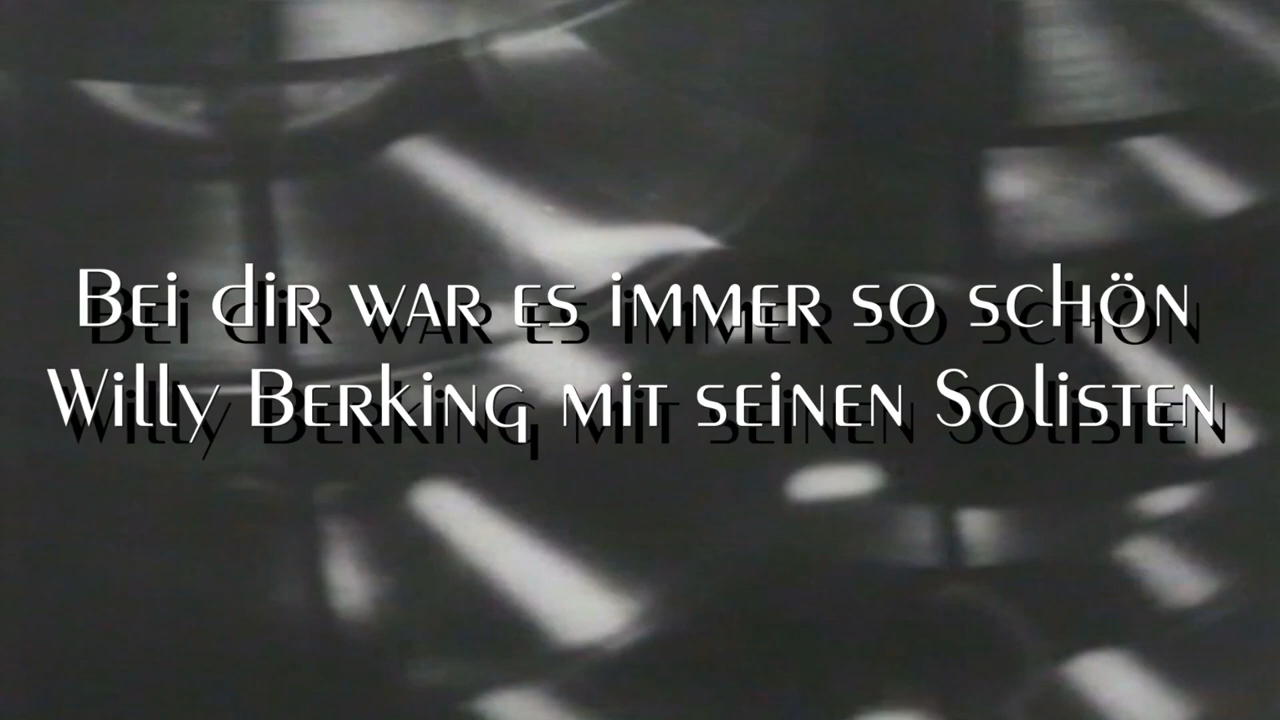 Bei dir war es immer so schön
Willy Berking mit seinen Solisten